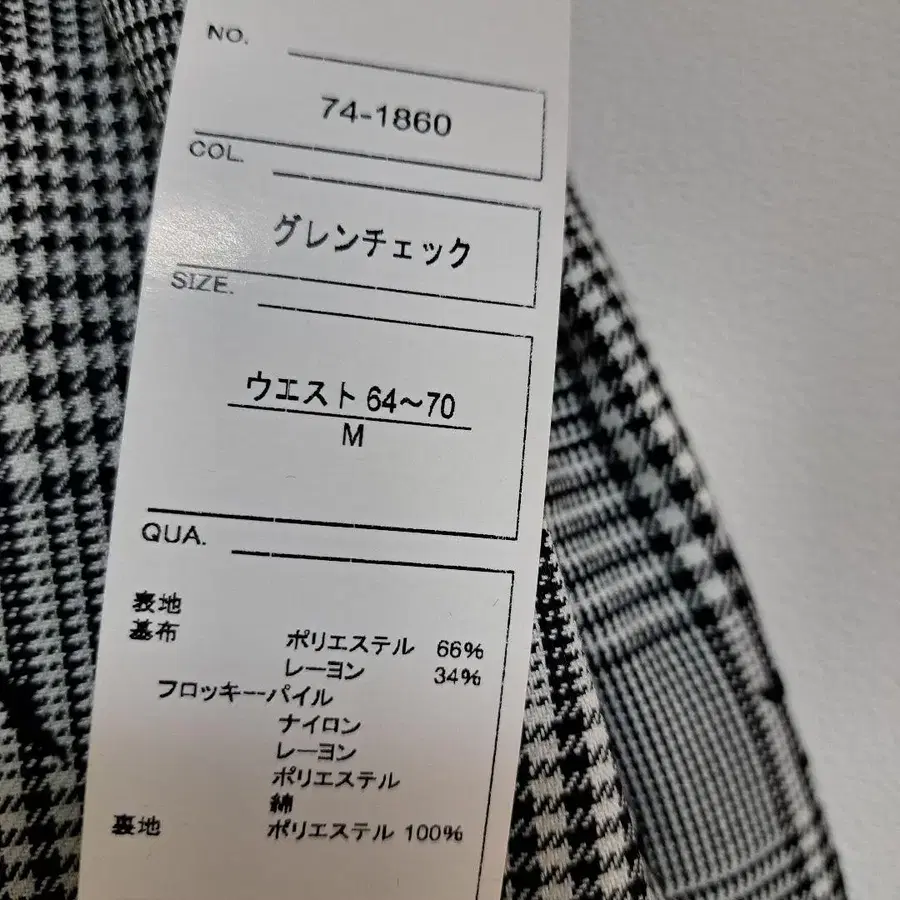 NO.
74-1860
COL.
グレンチェック
SIZE.
ウエスト 64～70
M
QUA.
表地
基布
ポリエステル 66%
レーヨン 34%
フロッキーパイル
ナイロン
レーヨン
ポリエステル
綿
裏地 ポリエステル 100%